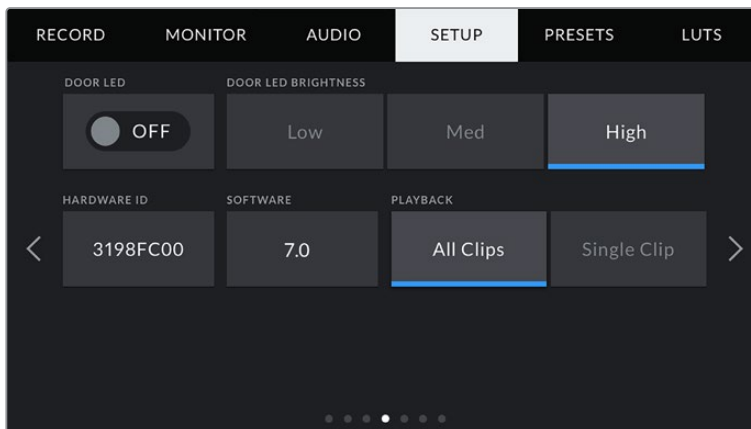 RECORD MONITOR AUDIO SETUP PRESETS LUTS
DOOR LED DOOR LED BRIGHTNESS
OFF Low Med High
HARDWARE ID SOFTWARE PLAYBACK
3198FC00 7.0 All Clips Single Clip